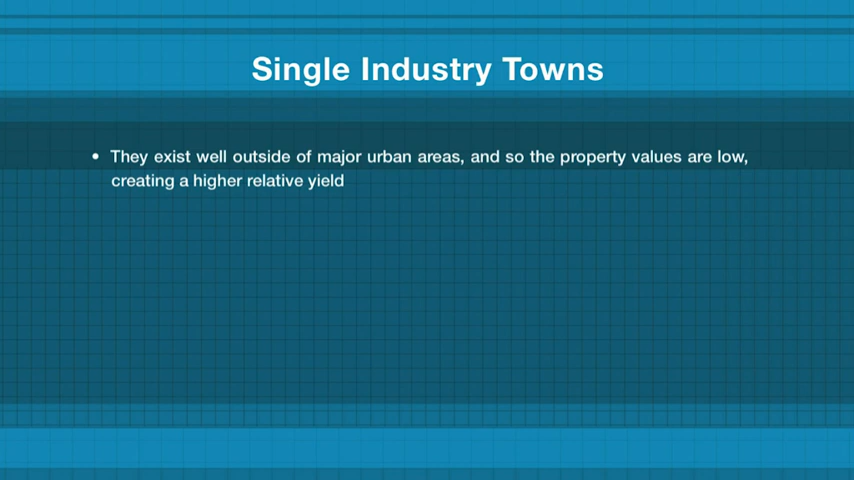 Single Industry Towns
• They exist well outside of major urban areas, and so the property values are low,
creating a higher relative yield